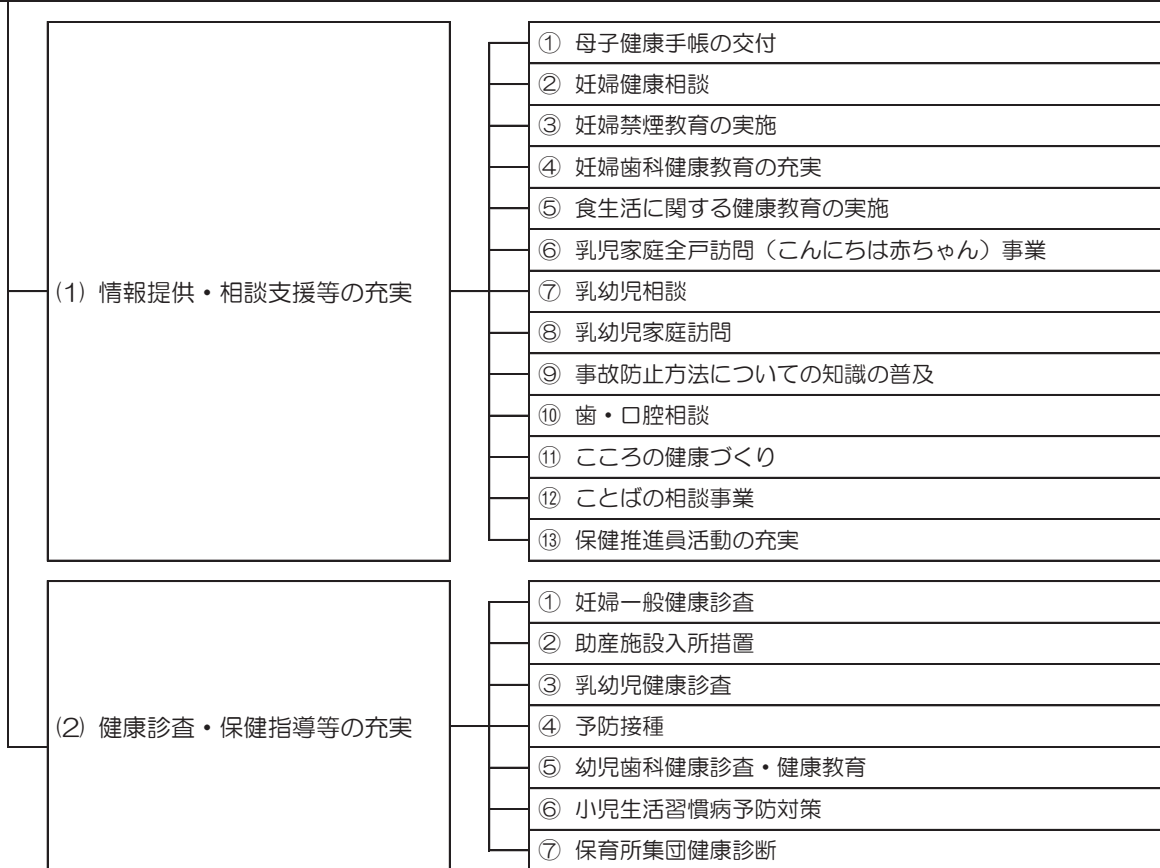 (1) 情報提供・相談支援等の充実
① 母子健康手帳の交付
② 妊婦健康相談
③ 妊婦禁煙教育の実施
④ 妊婦歯科健康教育の充実
⑤ 食生活に関する健康教育の実施
⑥ 乳児家庭全戸訪問（こんにちは赤ちゃん）事業
⑦ 乳幼児相談
⑧ 乳幼児家庭訪問
⑨ 事故防止方法についての知識の普及
⑩ 歯・口腔相談
⑪ こころの健康づくり
⑫ ことばの相談事業
⑬ 保健推進員活動の充実
(2) 健康診査・保健指導等の充実
① 妊婦一般健康診査
② 助産施設入所措置
③ 乳幼児健康診査
④ 予防接種
⑤ 幼児歯科健康診査・健康教育
⑥ 小児生活習慣病予防対策
⑦ 保育所集団健康診断